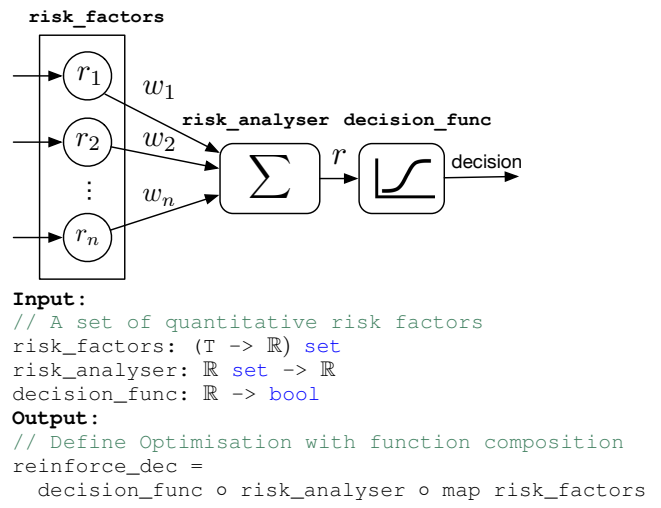 risk_factors
r1
w1
risk_analyser decision_func
r2
w2
∑
r
decision
⋮
wn
rn
Input:
// A set of quantitative risk factors
risk_factors: (T -> ℝ) set
risk_analyser: ℝ set -> ℝ
decision_func: ℝ -> bool
Output:
// Define Optimisation with function composition
reinforce_dec =
decision_func o risk_analyser o map risk_factors